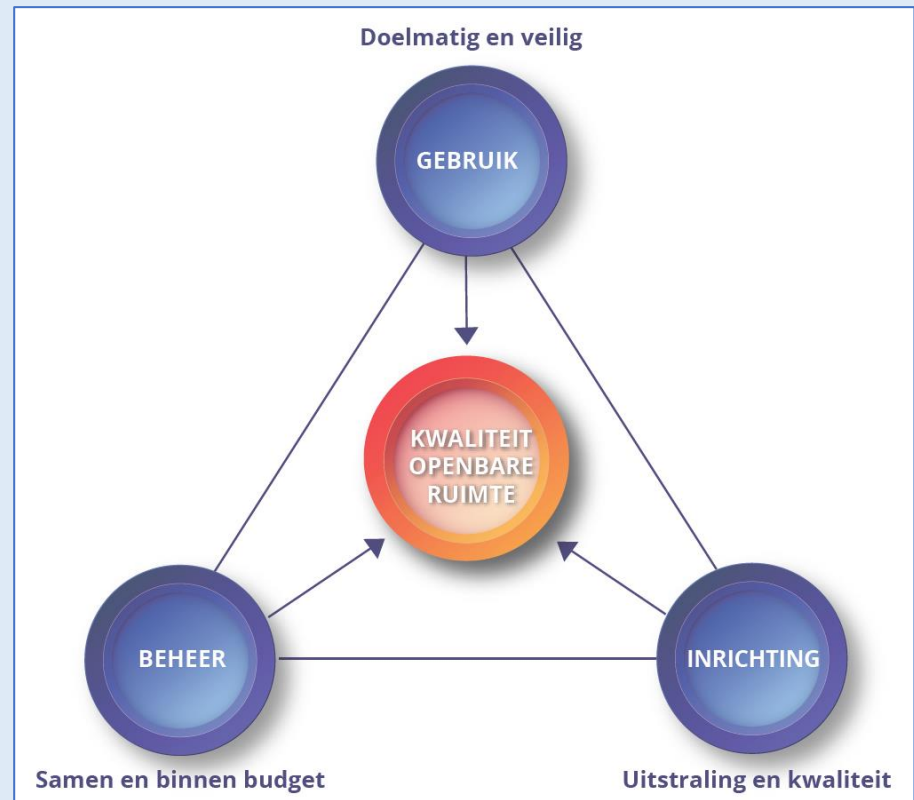 Doelmatig en veilig
GEBRUIK
KWALITEIT
OPENBARE
RUIMTE
BEHEER
INRICHTING
Samen en binnen budget
Uitstraling en kwaliteit